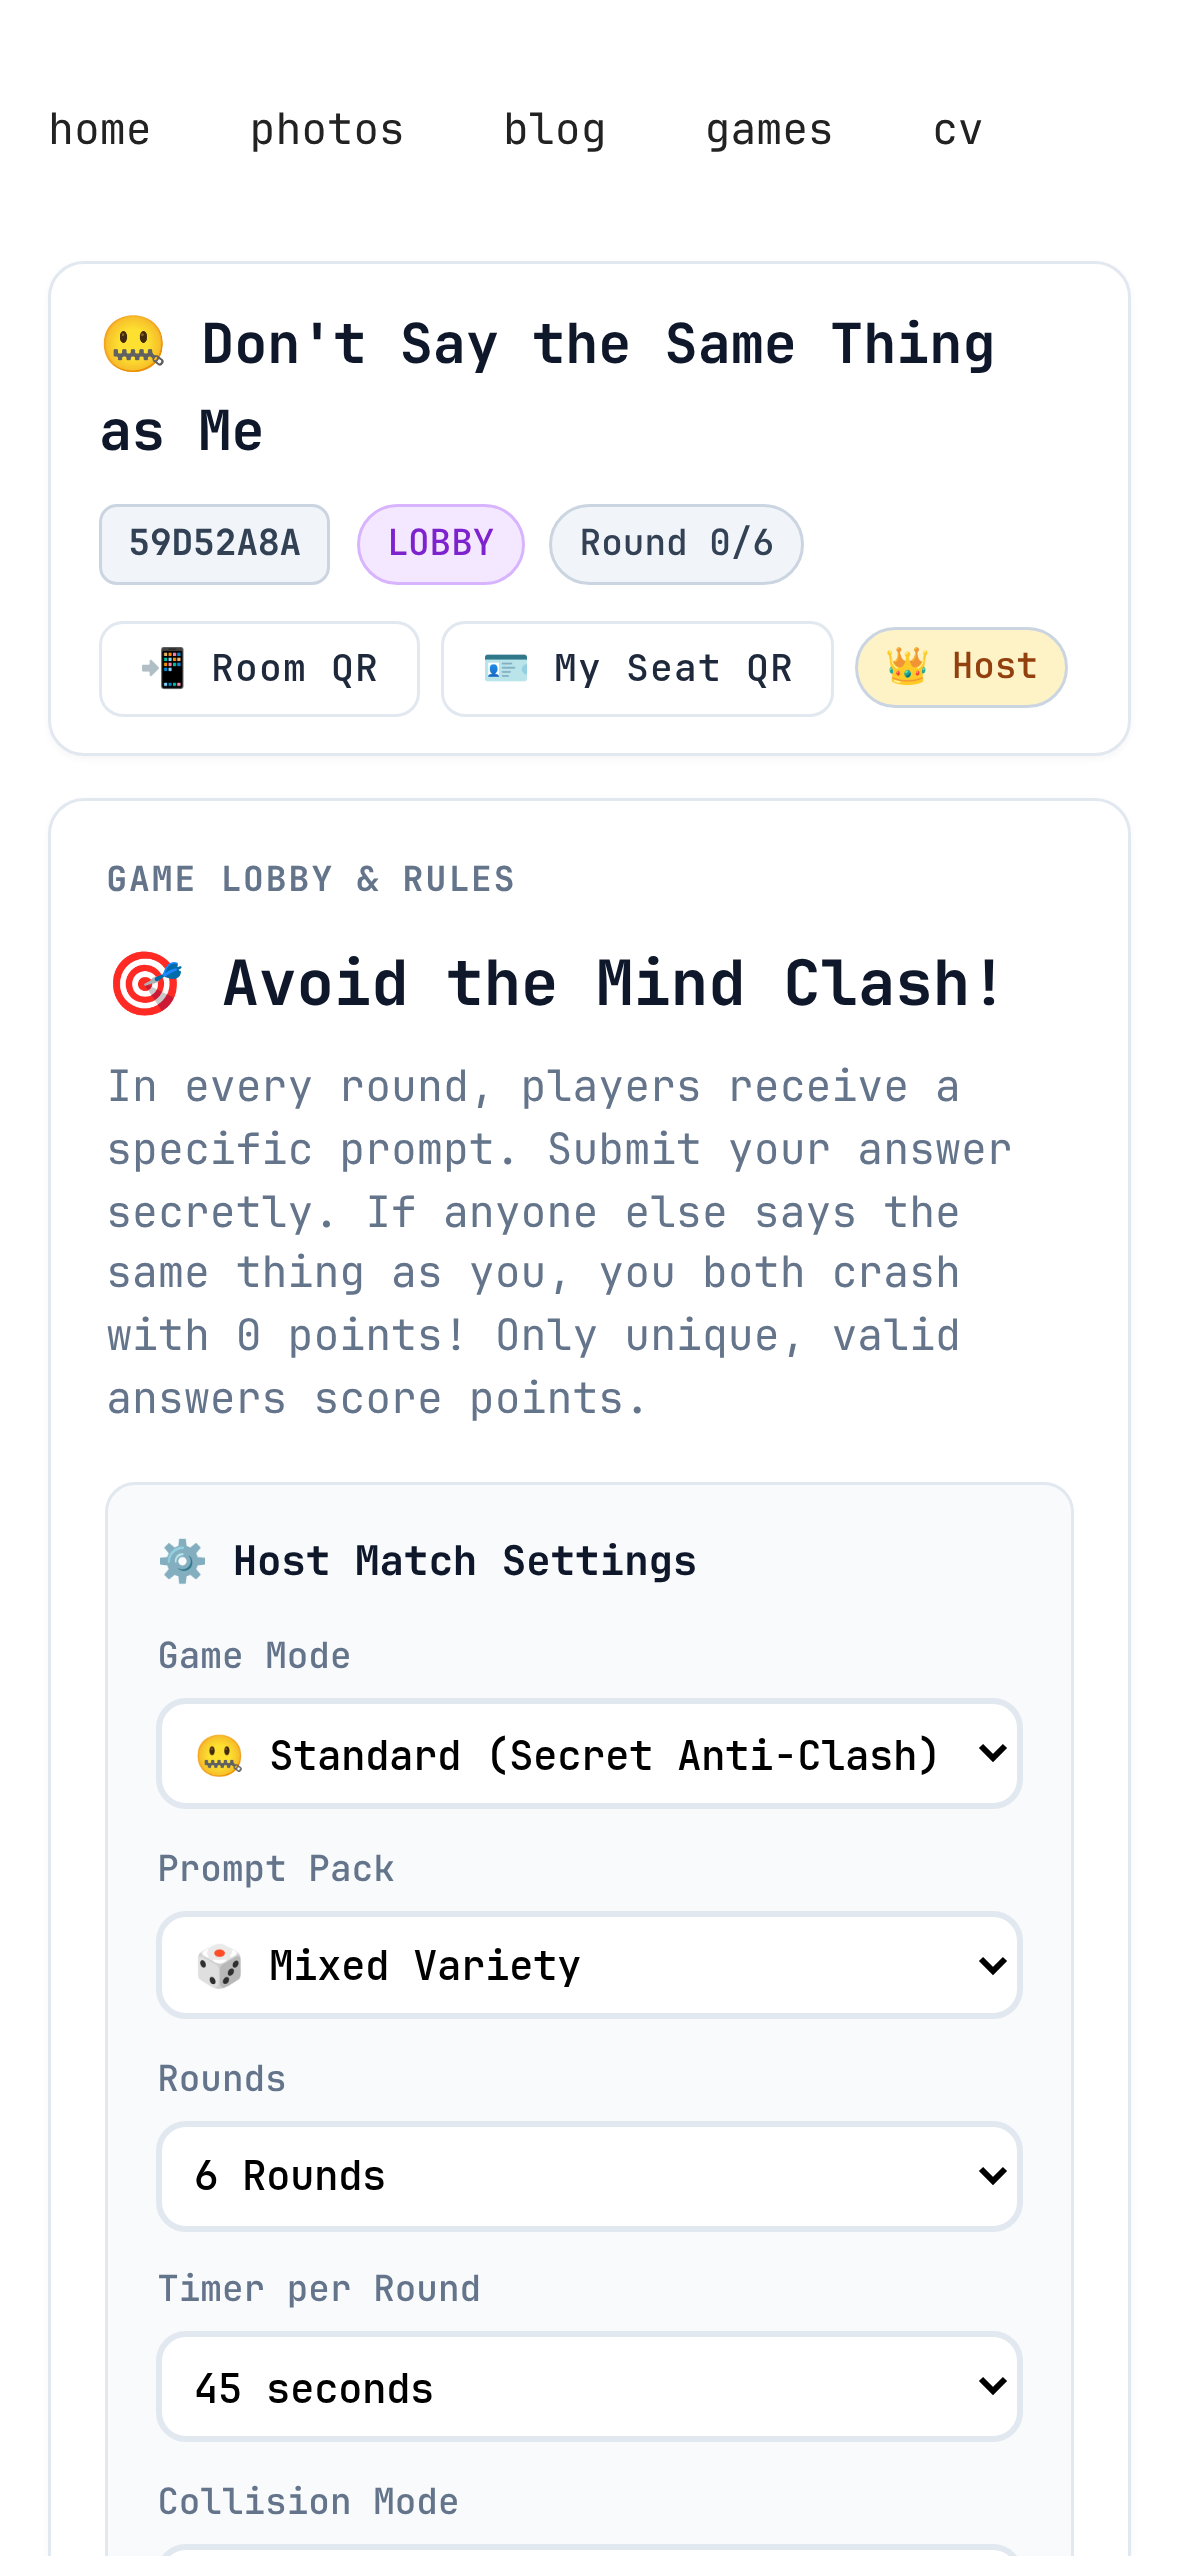 home photos blog games cv
🤐 Don't Say the Same Thing
as Me
59D52A8A LOBBY Round 0/6
📲 Room QR 🪪 My Seat QR 👑 Host
GAME LOBBY & RULES
🎯 Avoid the Mind Clash!
In every round, players receive a
specific prompt. Submit your answer
secretly. If anyone else says the
same thing as you, you both crash
with 0 points! Only unique, valid
answers score points.
⚙️ Host Match Settings
Game Mode
🤐 Standard (Secret Anti-Clash)
Prompt Pack
🎲 Mixed Variety
Rounds
6 Rounds
Timer per Round
45 seconds
Collision Mode